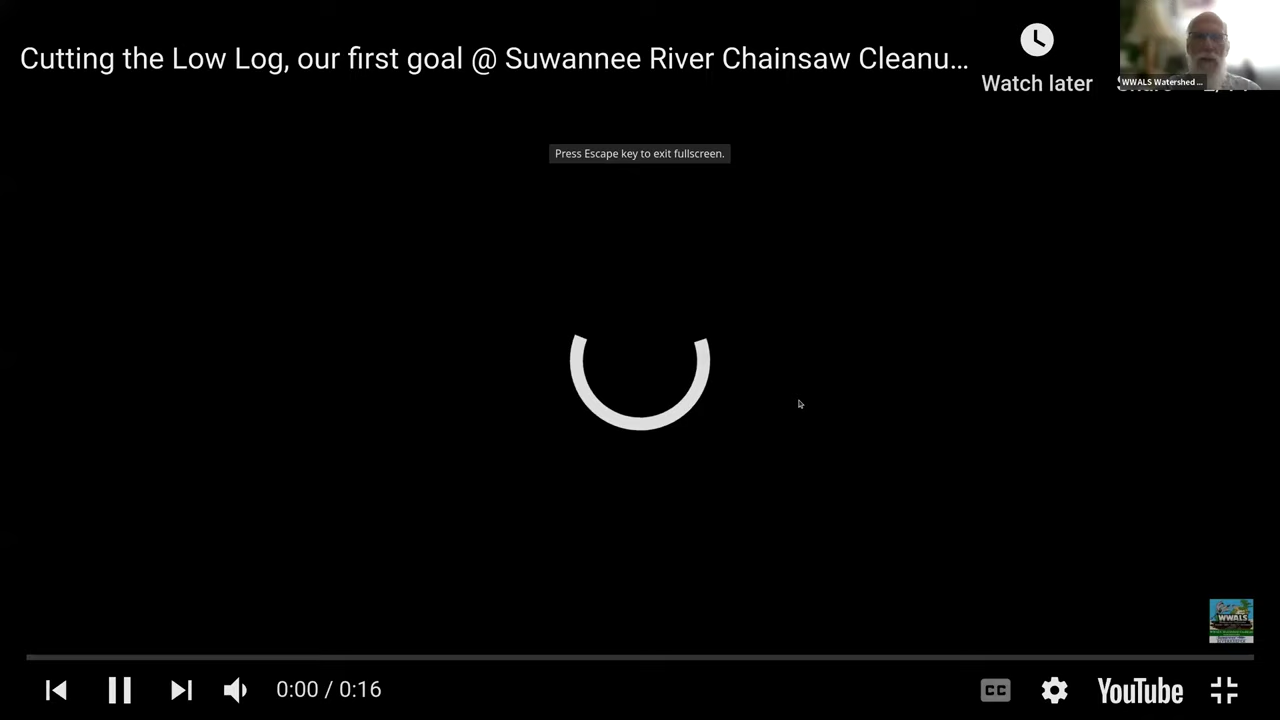 Cutting the Low Log, our first goal @ Suwannee River Chainsaw Cleanu…
Watch later
WWALS Watershed ...
Press Escape key to exit fullscreen.
WWALS
0:00 / 0:16
CC
YouTube